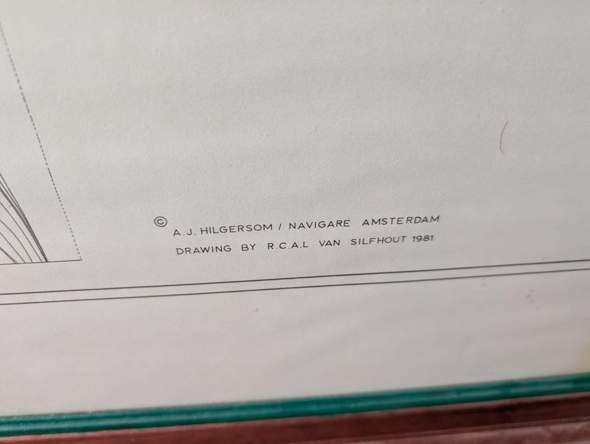 © A.J. HILGERSOM / NAVIGARE AMSTERDAM
DRAWING BY R.C.A.L VAN SILFHOUT 1981